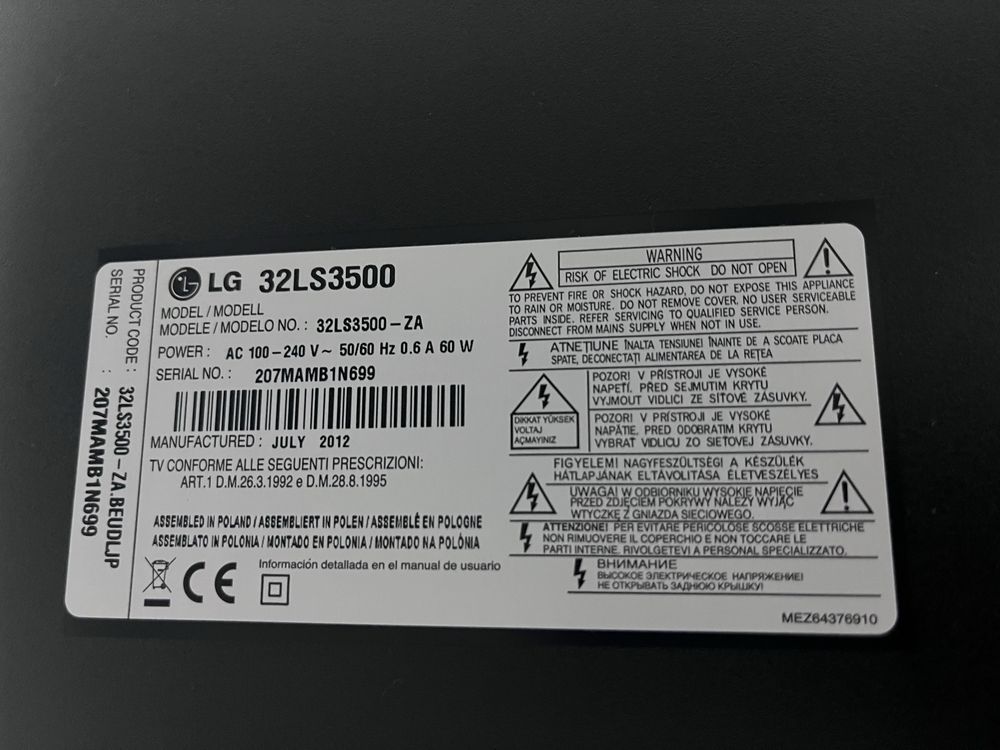 LG 32LS3500
MODEL / MODELL
MODELE / MODELO NO. : 32LS3500-ZA
POWER : AC 100-240 V~ 50/60 Hz 0.6 A 60 W
SERIAL NO. : 207MAMB1N699
MANUFACTURED : JULY 2012
TV CONFORME ALLE SEGUENTI PRESCRIZIONI:
ART.1 D.M.26.3.1992 e D.M.28.8.1995
ASSEMBLED IN POLAND / ASSEMBLIERT IN POLEN / ASSEMBLÉ EN POLOGNE
ASSEMBLATO IN POLONIA / MONTADO EN POLONIA / MONTADO NA POLÓNIA
Información detallada en el manual de usuario
CE
PRODUCT CODE : 32LS3500-ZA.BEUDLJP
SERIAL NO. : 207MAMB1N699
WARNING
RISK OF ELECTRIC SHOCK DO NOT OPEN
TO PREVENT FIRE OR SHOCK HAZARD, DO NOT EXPOSE THIS APPLIANCE
TO RAIN OR MOISTURE. DO NOT REMOVE COVER. NO USER SERVICEABLE
PARTS INSIDE. REFER SERVICING TO QUALIFIED SERVICE PERSON.
DISCONNECT FROM MAINS SUPPLY WHEN NOT IN USE.
ATNEȚIUNE ÎNALTA TENSIUNE! ÎNAINTE DE A SCOATE PLACA
SPATE, DECONECTAȚI ALIMENTAREA DE LA REȚEA
DIKKAT YÜKSEK
VOLTAJ
AÇMAYINIZ
POZOR! V PŘÍSTROJI JE VYSOKÉ
NAPETÍ. PŘED SEJMUTIM KRYTU
VYJMOUT VIDLICI ZE SÍŤOVÉ ZÁSUVKY.
POZOR! V PRÍSTROJI JE VYSOKÉ
NAPÄTIE. PRED ODOBRATIM KRYTU
VYBRAŤ VIDLICU ZO SIEŤOVEJ ZÁSUVKY.
FIGYELEM! NAGYFESZÜLTSÉG! A KÉSZÜLÉK
HÁTLAPJÁNAK ELTÁVOLÍTÁSA ÉLETVESZÉLYES
UWAGA! W ODBIORNIKU WYSOKIE NAPIĘCIE
PRZED ZDJĘCIEM POKRYWY NALEŻY WYJĄĆ
WTYCZKĘ Z GNIAZDA SIECIOWEGO.
ATTENZIONE! PER EVITARE PERICOLOSE SCOSSE ELETTRICHE
NON RIMUOVERE IL COPERCHIO E NON TOCCARE LE
PARTI INTERNE. RIVOLGETEVI A PERSONAL SPECIALIZZATO.
ВНИМАНИЕ
ВЫСОКОЕ ЭЛЕКТРИЧЕСКОЕ НАПРЯЖЕНИЕ!
НЕ ОТКРЫВАТЬ ЗАДНЮЮ КРЫШКУ!
MEZ64376910